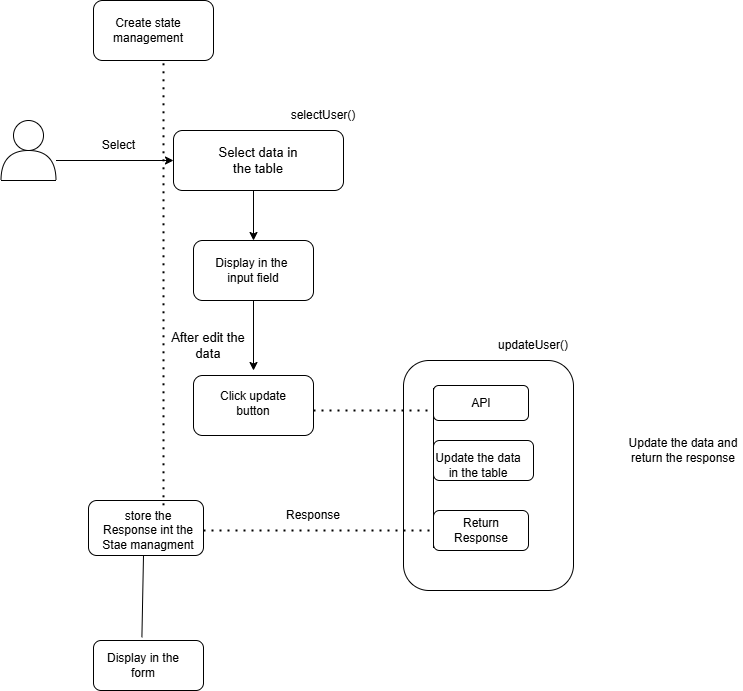 Create state
management
selectUser()
Select
Select data in
the table
Display in the
input field
After edit the
data
updateUser()
Click update
button
API
Update the data and
return the response
Update the data
in the table
store the
Response int the
Stae managment
Response
Return
Response
Display in the
form